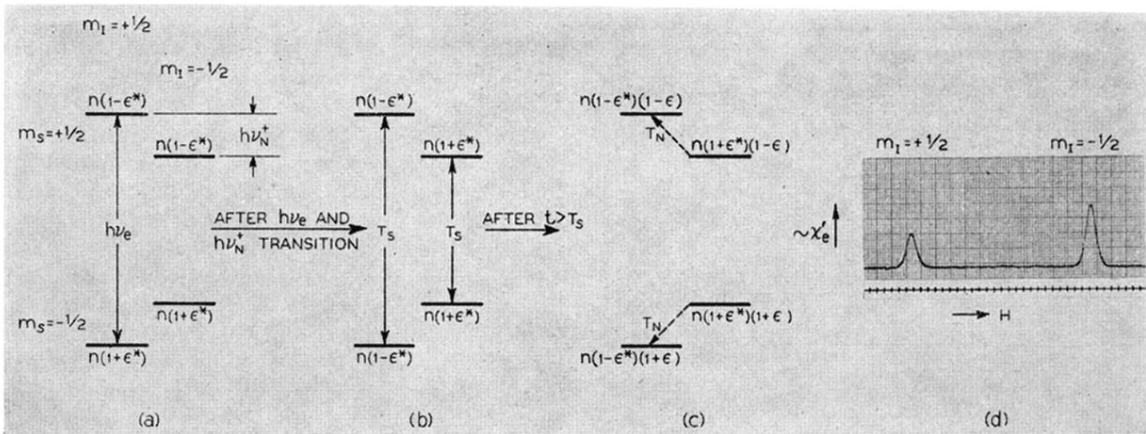 m_I = +1/2
m_I = -1/2
n(1-ϵ*)
m_S = +1/2
hν_N^+
n(1-ϵ*)
hν_e
n(1+ϵ*)
m_S = -1/2
n(1+ϵ*)
(a)
AFTER hν_e AND
hν_N^+ TRANSITION
n(1-ϵ*)
n(1+ϵ*)
T_S
T_S
n(1+ϵ*)
n(1-ϵ*)
(b)
AFTER t>T_S
n(1-ϵ*)(1-ϵ)
T_N
n(1+ϵ*)(1-ϵ)
T_N
n(1+ϵ*)(1+ϵ)
n(1-ϵ*)(1+ϵ)
(c)
m_I = +1/2
m_I = -1/2
~χ'_e
H
(d)